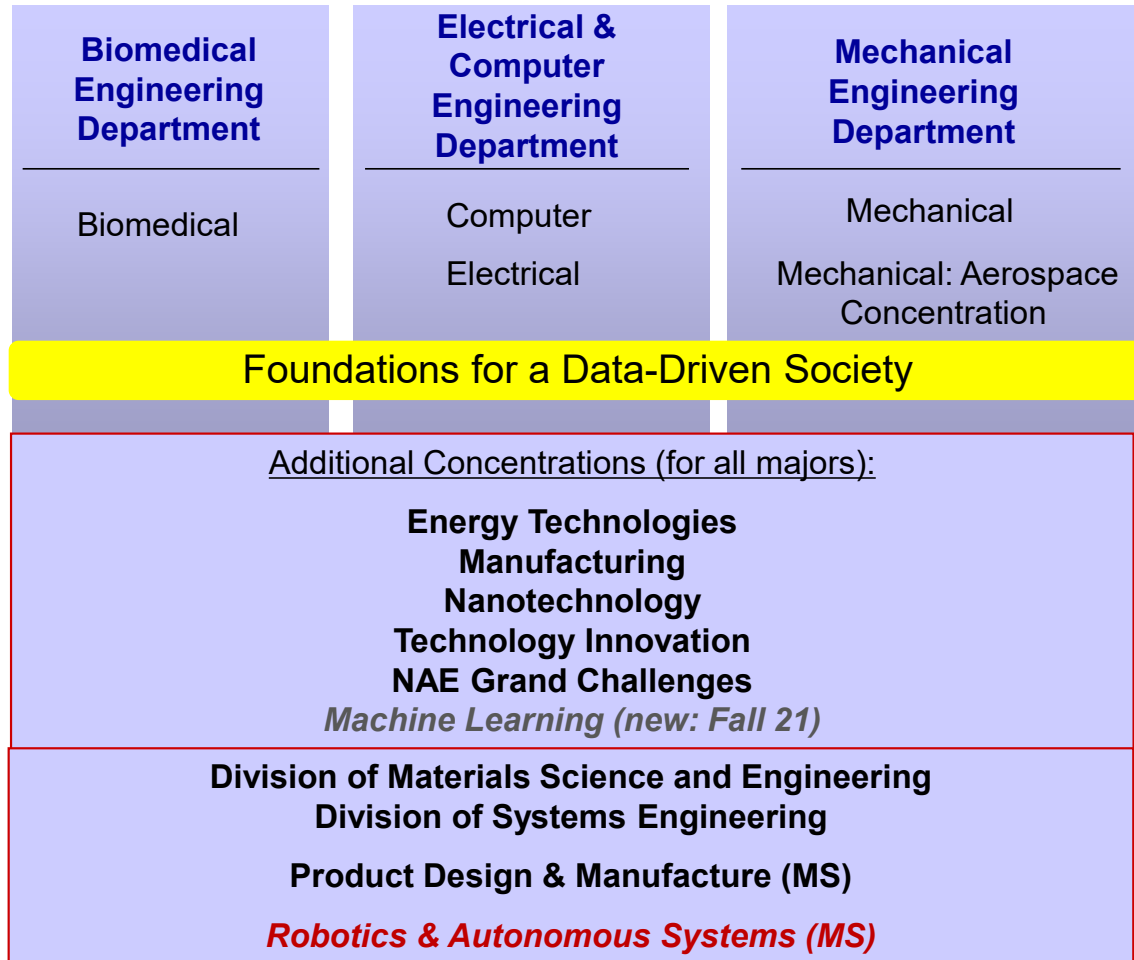 Biomedical
Engineering
Department
Biomedical
Electrical &
Computer
Engineering
Department
Computer
Electrical
Mechanical
Engineering
Department
Mechanical
Mechanical: Aerospace
Concentration
Foundations for a Data-Driven Society
Additional Concentrations (for all majors):
Energy Technologies
Manufacturing
Nanotechnology
Technology Innovation
NAE Grand Challenges
Machine Learning (new: Fall 21)
Division of Materials Science and Engineering
Division of Systems Engineering
Product Design & Manufacture (MS)
Robotics & Autonomous Systems (MS)